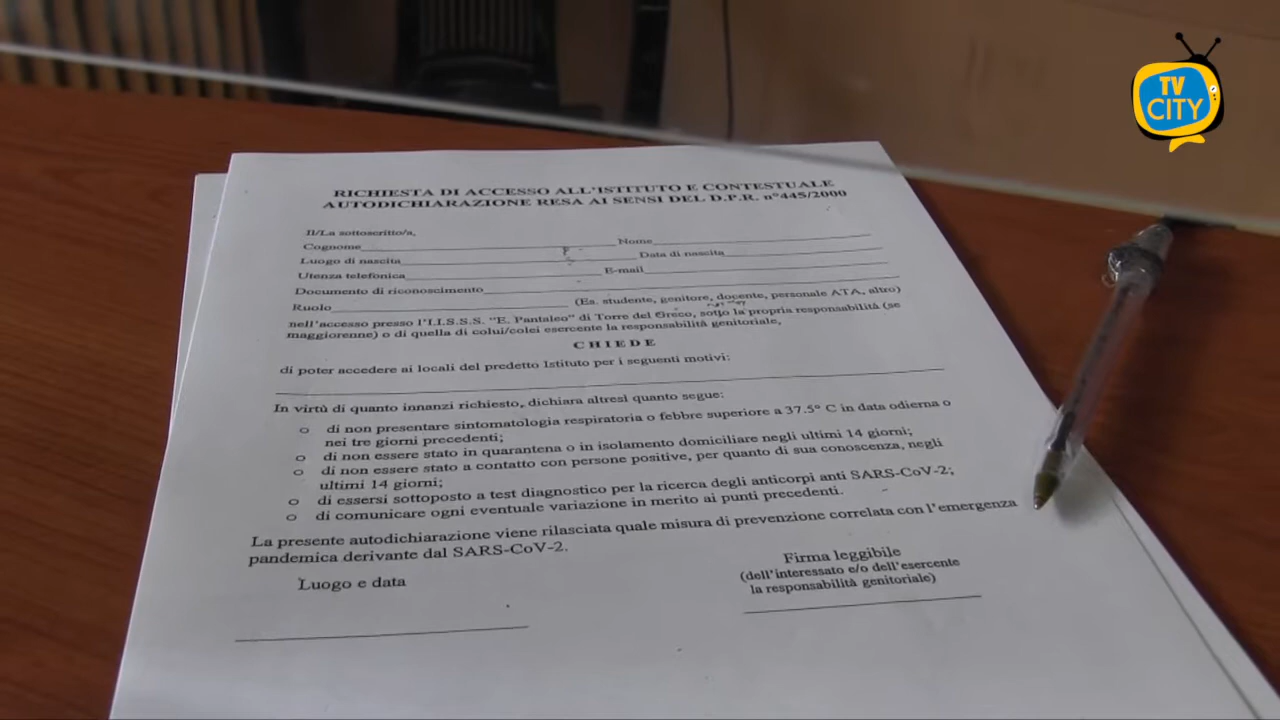 TV
CITY
RICHIESTA DI ACCESSO ALL'ISTITUTO E CONTESTUALE
AUTODICHIARAZIONE RESA AI SENSI DEL D.P.R. n°445/2000
Il/La sottoscritto/a,
Cognome____ Nome____
Luogo di nascita____ Data di nascita____
Utenza telefonica____ E-mail____
Documento di riconoscimento____
Ruolo____ (Es. studente, genitore, docente, personale ATA, altro)
nell'accesso presso l'I.I.S.S.S. "E. Pantaleo" di Torre del Greco, sotto la propria responsabilità (se
maggiorenne) o di quella di colui/colei esercente la responsabilità genitoriale,
CHIEDE
di poter accedere ai locali del predetto Istituto per i seguenti motivi:
In virtù di quanto innanzi richiesto, dichiara altresì quanto segue:
o di non presentare sintomatologia respiratoria o febbre superiore a 37.5° C in data odierna o
nei tre giorni precedenti;
o di non essere stato in quarantena o in isolamento domiciliare negli ultimi 14 giorni;
o di non essere stato a contatto con persone positive, per quanto di sua conoscenza, negli
ultimi 14 giorni;
o di essersi sottoposto a test diagnostico per la ricerca degli anticorpi anti SARS-CoV-2;
o di comunicare ogni eventuale variazione in merito ai punti precedenti.
La presente autodichiarazione viene rilasciata quale misura di prevenzione correlata con l'emergenza
pandemica derivante dal SARS-CoV-2.
Luogo e data
Firma leggibile
(dell'interessato e/o dell'esercente
la responsabilità genitoriale)